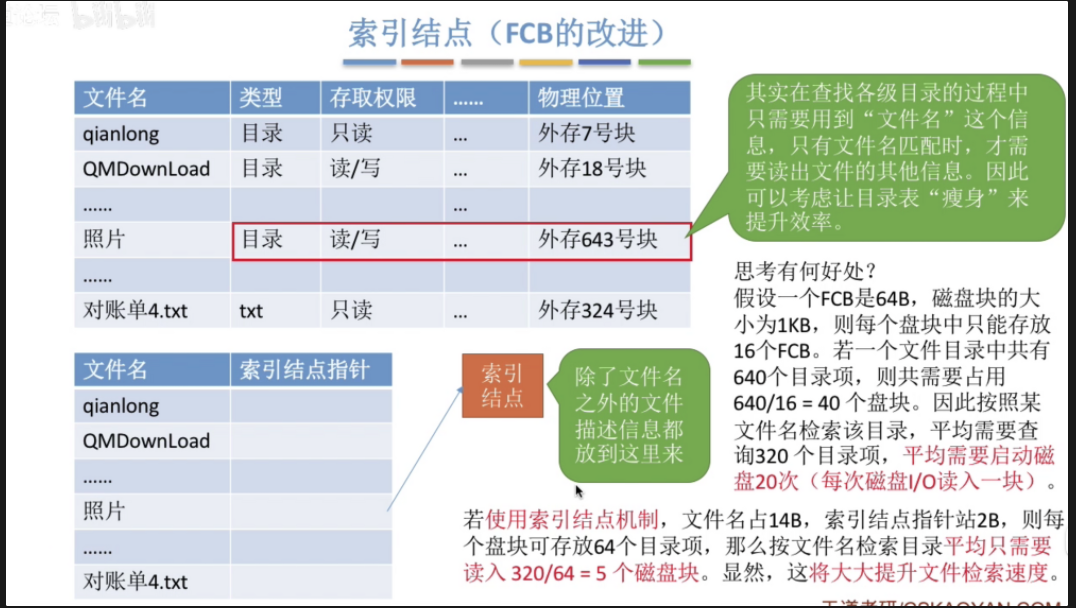 索引结点（FCB的改进）
文件名 类型 存取权限 …… 物理位置
qianlong 目录 只读 … 外存7号块
QMDownLoad 目录 读/写 … 外存18号块
…… …
照片 目录 读/写 … 外存643号块
……
对账单4.txt txt 只读 … 外存324号块
其实在查找各级目录的过程中
只需要用到“文件名”这个信
息，只有文件名匹配时，才需
要读出文件的其他信息。因此
可以考虑让目录表“瘦身”来
提升效率。
思考有何好处？
假设一个FCB是64B，磁盘块的大
小为1KB，则每个盘块中只能存放
16个FCB。若一个文件目录中共有
640个目录项，则共需要占用
640/16 = 40 个盘块。因此按照某
文件名检索该目录，平均需要查
询320 个目录项，平均需要启动磁
盘20次（每次磁盘I/O读入一块）。
文件名 索引结点指针
qianlong
QMDownLoad
……
照片
……
对账单4.txt
索引
结点
除了文件名
之外的文件
描述信息都
放到这里来
若使用索引结点机制，文件名占14B，索引结点指针站2B，则每
个盘块可存放64个目录项，那么按文件名检索目录平均只需要
读入 320/64 = 5 个磁盘块。显然，这将大大提升文件检索速度。